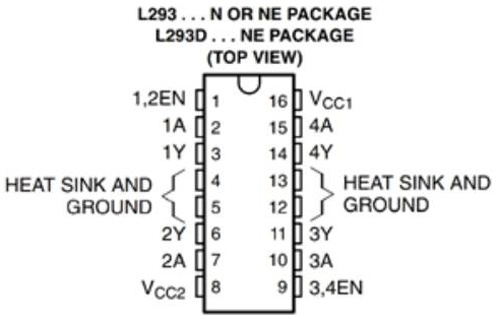 L293 . . . N OR NE PACKAGE
L293D . . . NE PACKAGE
(TOP VIEW)
1,2EN 1 16 VCC1
1A 2 15 4A
1Y 3 14 4Y
HEAT SINK AND GROUND 4 13 HEAT SINK AND GROUND
5 12
2Y 6 11 3Y
2A 7 10 3A
VCC2 8 9 3,4EN